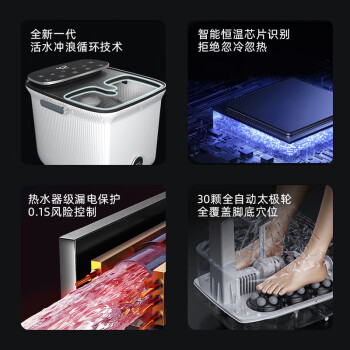 全新一代
活水冲浪循环技术
智能恒温芯片识别
拒绝忽冷忽热
热水器级漏电保护
0.1S风险控制
30颗全自动太极轮
全覆盖脚底穴位